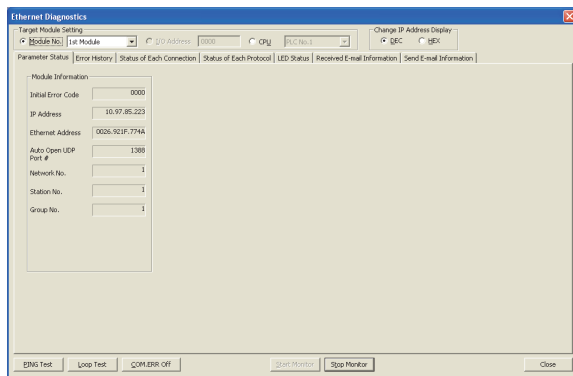 Ethernet Diagnostics
Target Module Setting
Module No. 1st Module I/O Address 0000 CPU PLC No.1
Change IP Address Display
DEC HEX
Parameter Status Error History Status of Each Connection Status of Each Protocol LED Status Received E-mail Information Send E-mail Information
Module Information
Initial Error Code 0000
IP Address 10.97.85.223
Ethernet Address 0026.921F.774A
Auto Open UDP
Port # 1388
Network No. 1
Station No. 1
Group No. 1
PING Test Loop Test COM.ERR Off Start Monitor Stop Monitor Close